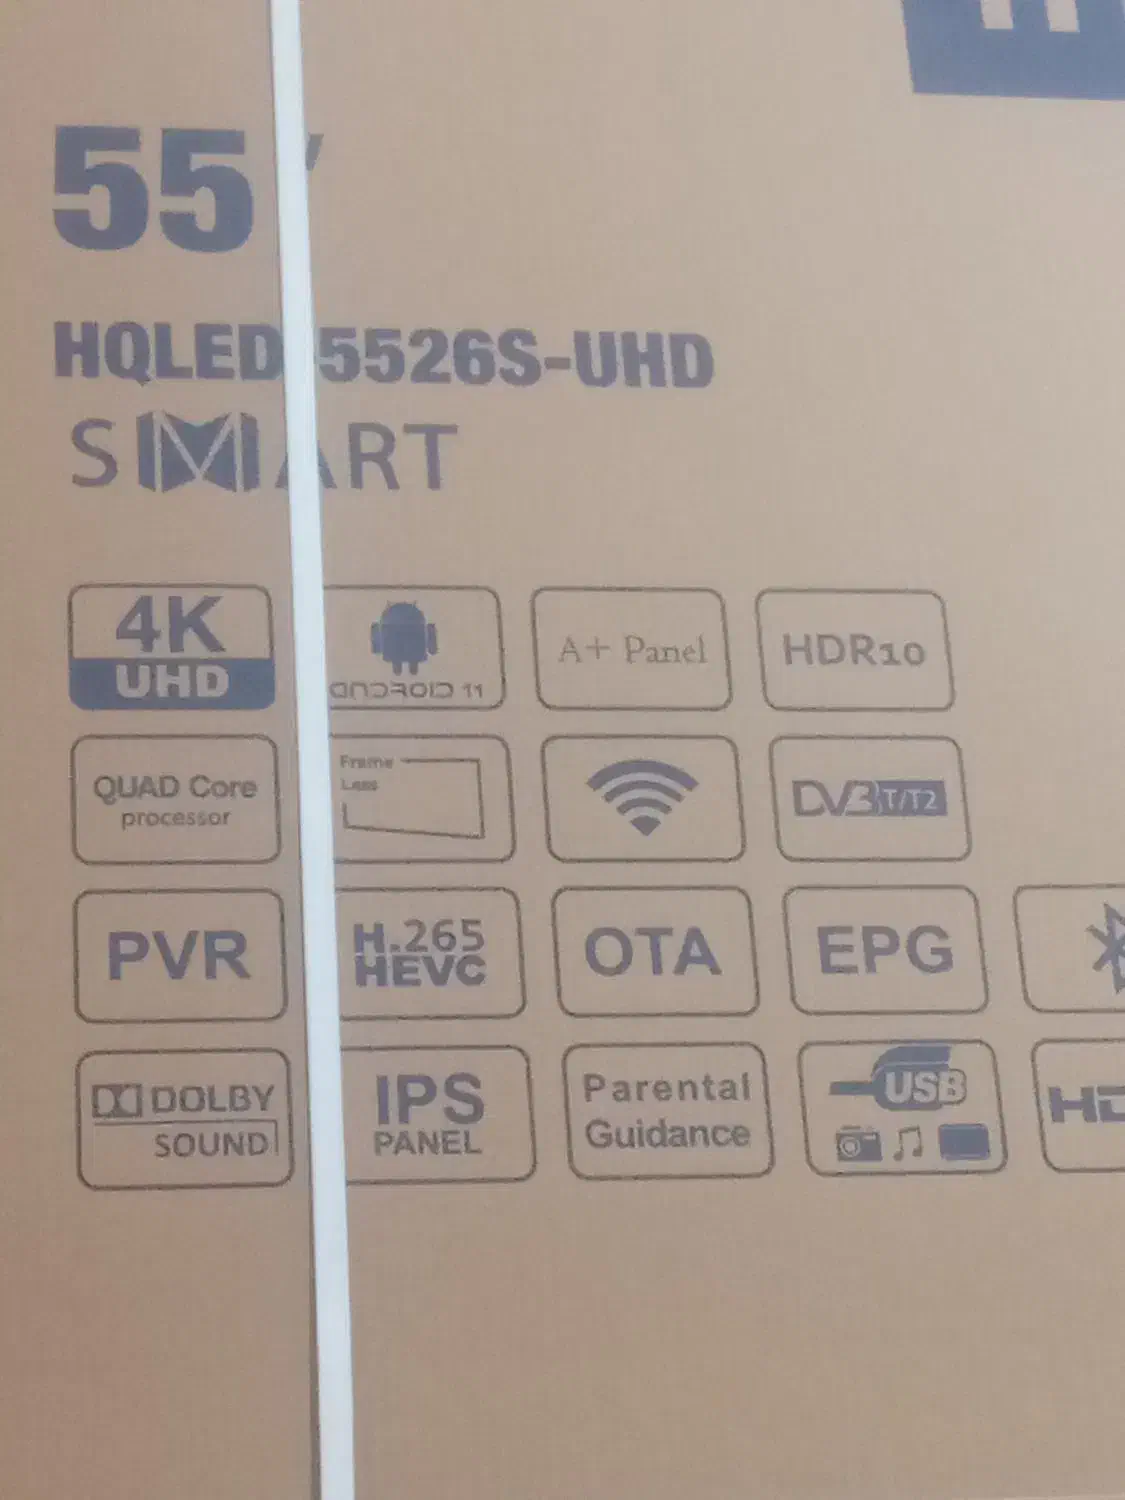 55"
HQLED 5526S-UHD
SMART
4K
UHD
ANDROID 11
A+ Panel
HDR10
QUAD Core
processor
Frame
Less
DVB T/T2
PVR
H.265
HEVC
OTA
EPG
DOLBY
SOUND
IPS
PANEL
Parental
Guidance
USB